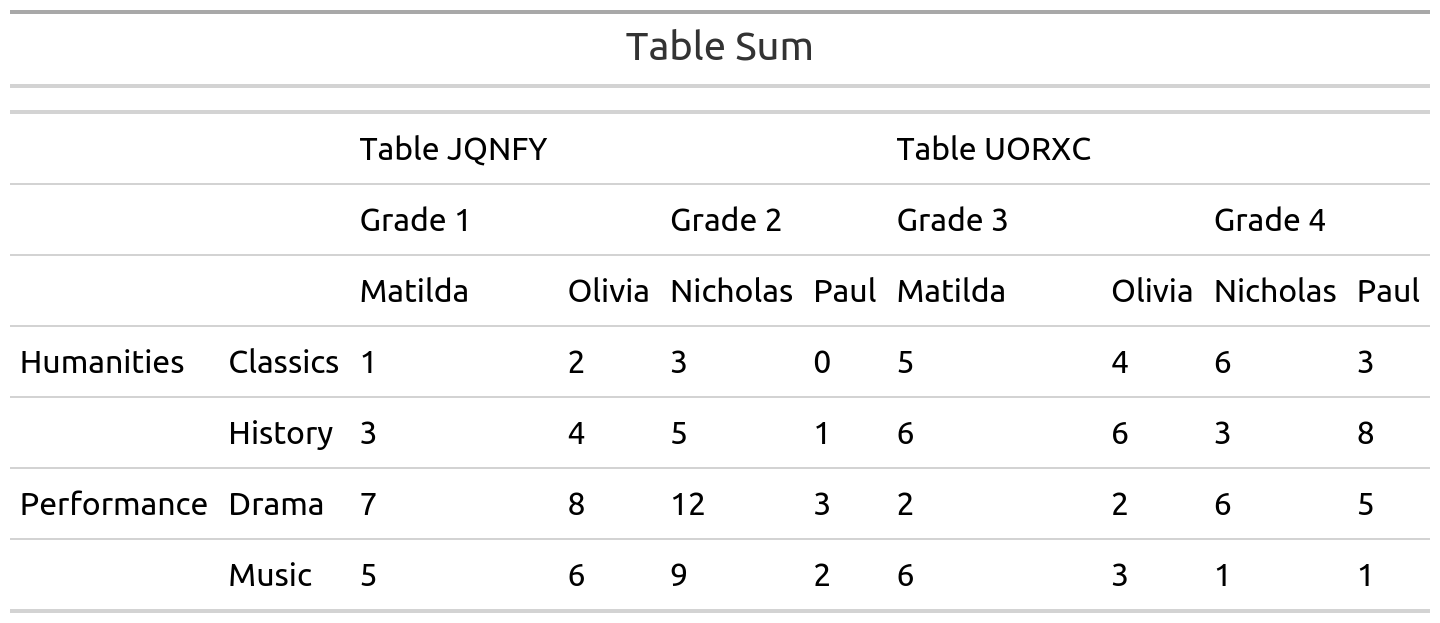 Table Sum
Table JQNFY Table UORXC
Grade 1 Grade 2 Grade 3 Grade 4
Matilda Olivia Nicholas Paul Matilda Olivia Nicholas Paul
Humanities Classics 1 2 3 0 5 4 6 3
History 3 4 5 1 6 6 3 8
Performance Drama 7 8 12 3 2 2 6 5
Music 5 6 9 2 6 3 1 1